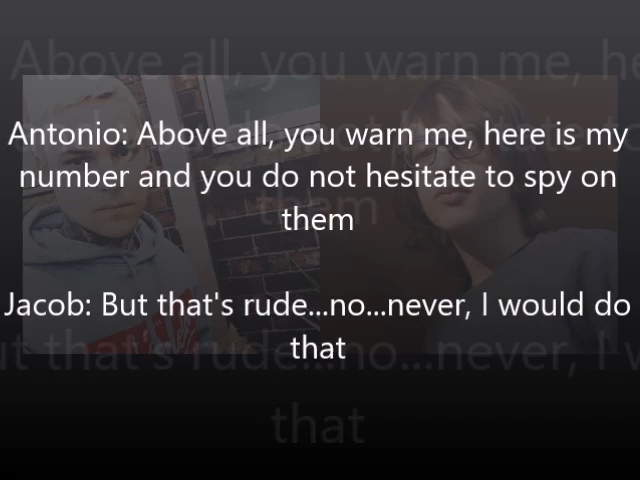 Antonio: Above all, you warn me, here is my
number and you do not hesitate to spy on
them
Jacob: But that's rude...no...never, I would do
that